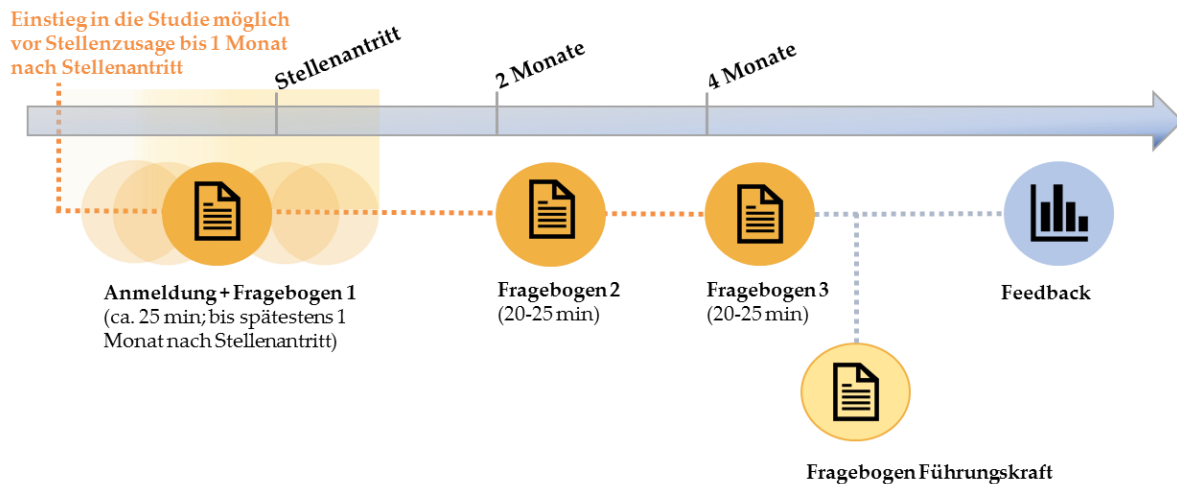 Einstieg in die Studie möglich
vor Stellenzusage bis 1 Monat
nach Stellenantritt
Stellenantritt
2 Monate
4 Monate
Anmeldung + Fragebogen 1
(ca. 25 min; bis spätestens 1
Monat nach Stellenantritt)
Fragebogen 2
(20-25 min)
Fragebogen 3
(20-25 min)
Feedback
Fragebogen Führungskraft